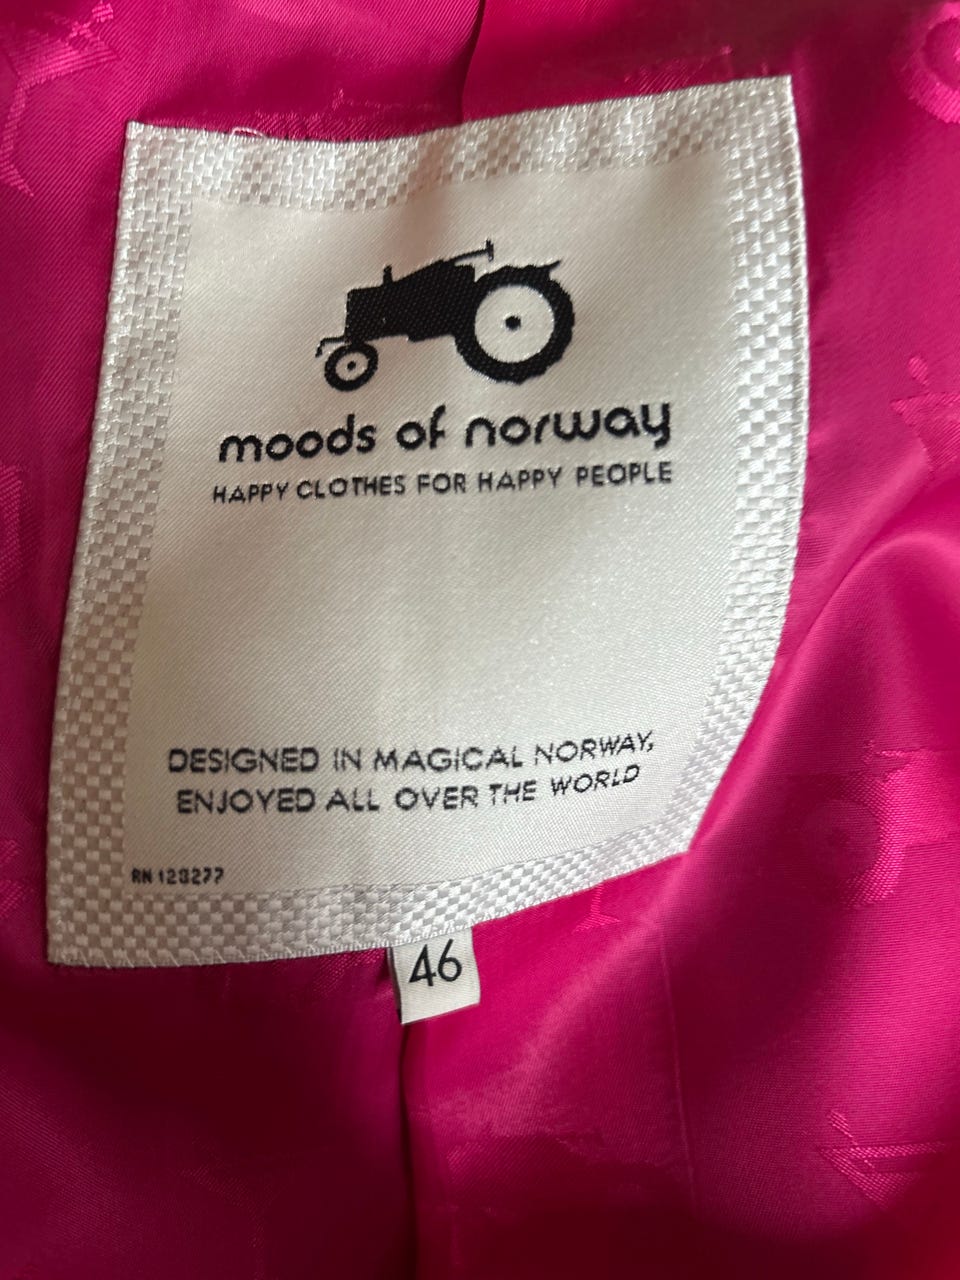 moods of norway
HAPPY CLOTHES FOR HAPPY PEOPLE
DESIGNED IN MAGICAL NORWAY,
ENJOYED ALL OVER THE WORLD
RN 123277
46